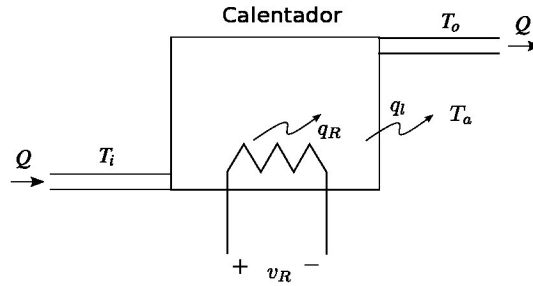 Calentador
T_o
Q
q_l
T_a
q_R
Q
T_i
+ v_R −